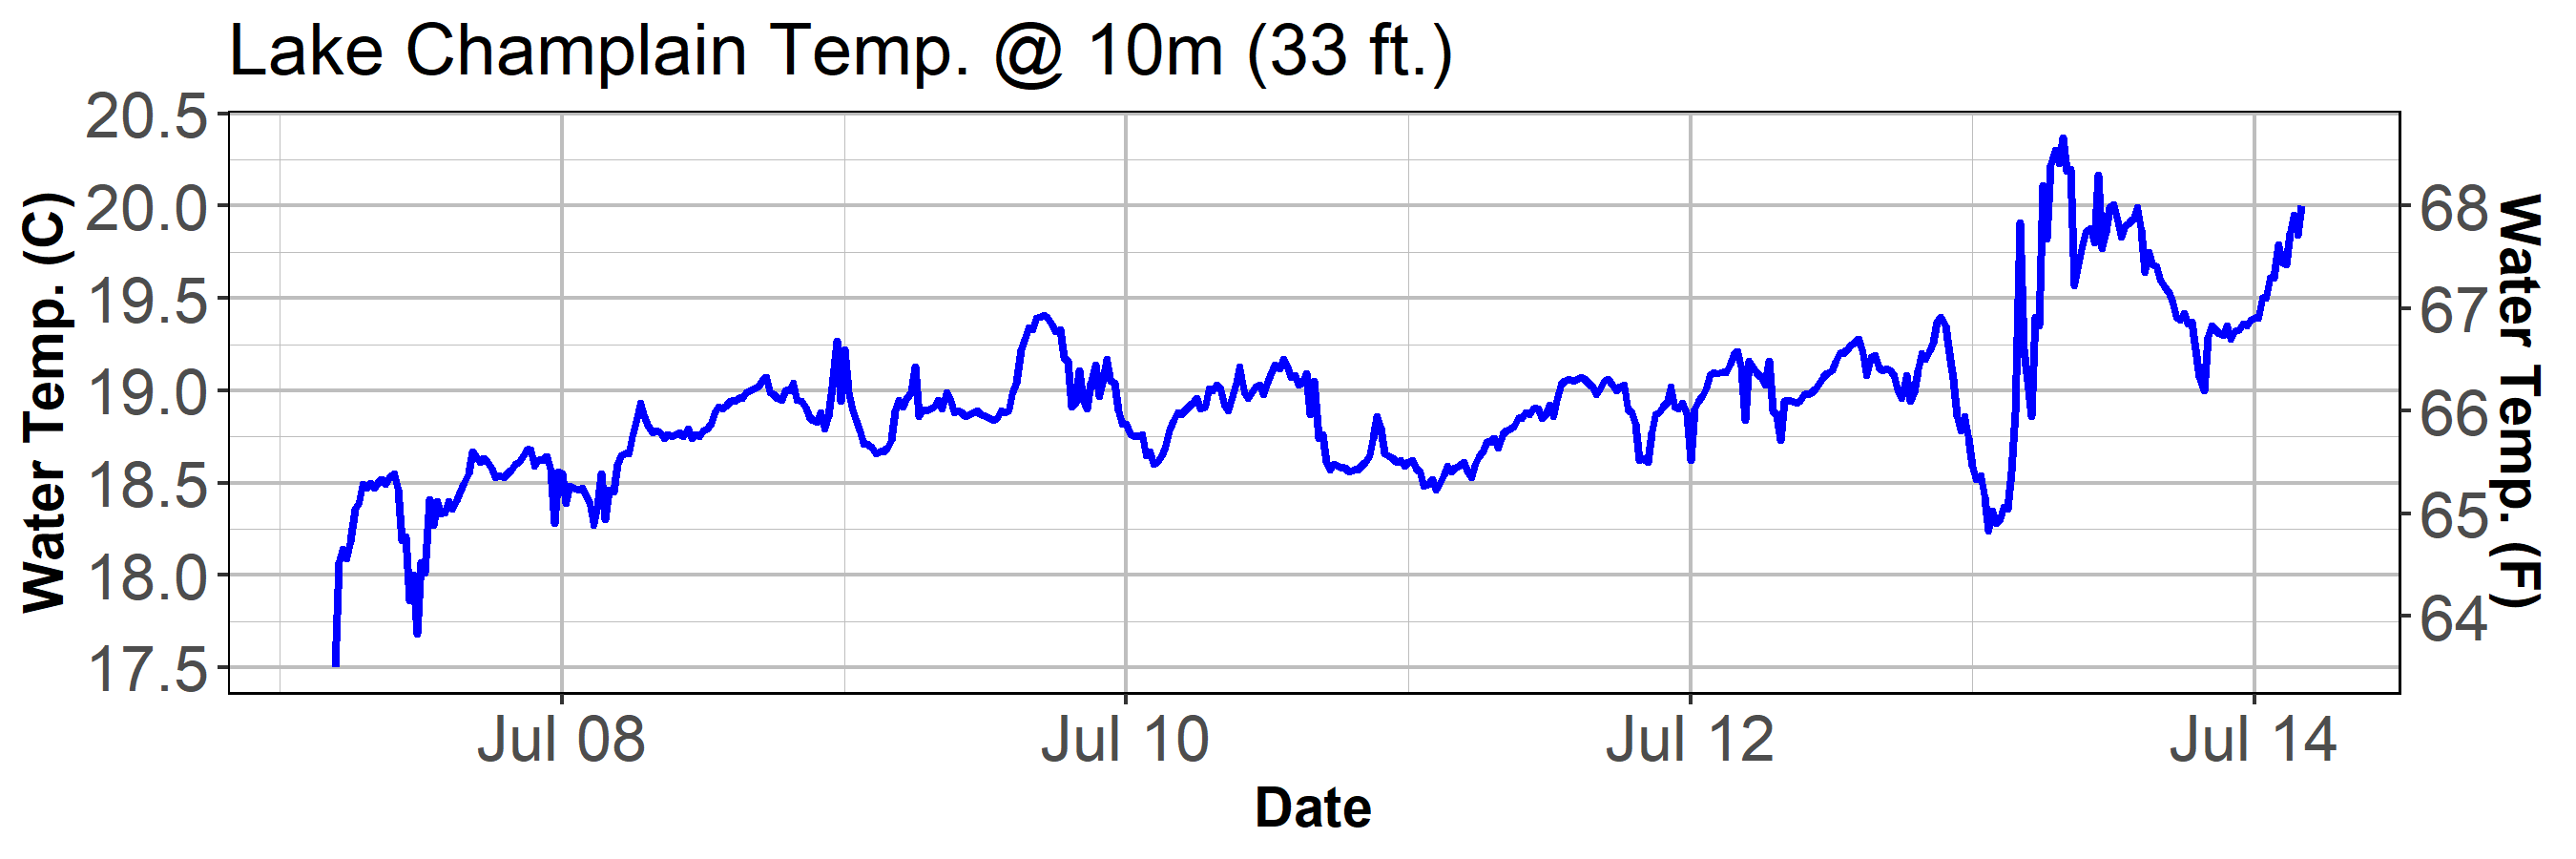 Lake Champlain Temp. @ 10m (33 ft.)
Water Temp. (C)
20.5
20.0
19.5
19.0
18.5
18.0
17.5
68
67
66
65
64
Water Temp. (F)
Jul 08 Jul 10 Jul 12 Jul 14
Date